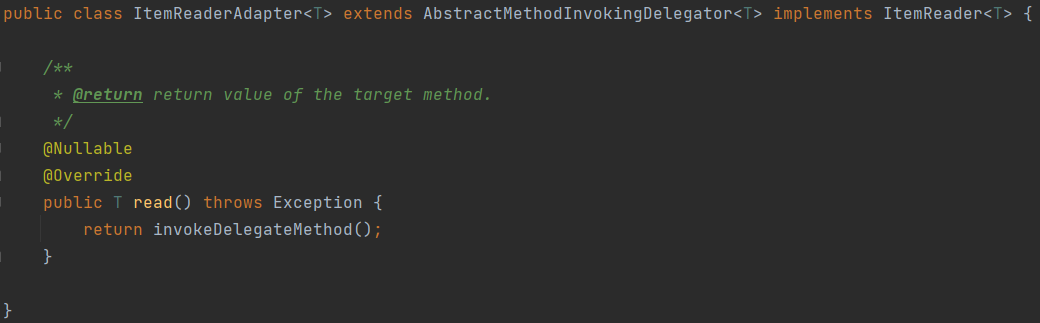 public class ItemReaderAdapter<T> extends AbstractMethodInvokingDelegator<T> implements ItemReader<T> {
/**
* @return return value of the target method.
*/
@Nullable
@Override
public T read() throws Exception {
return invokeDelegateMethod();
}
}